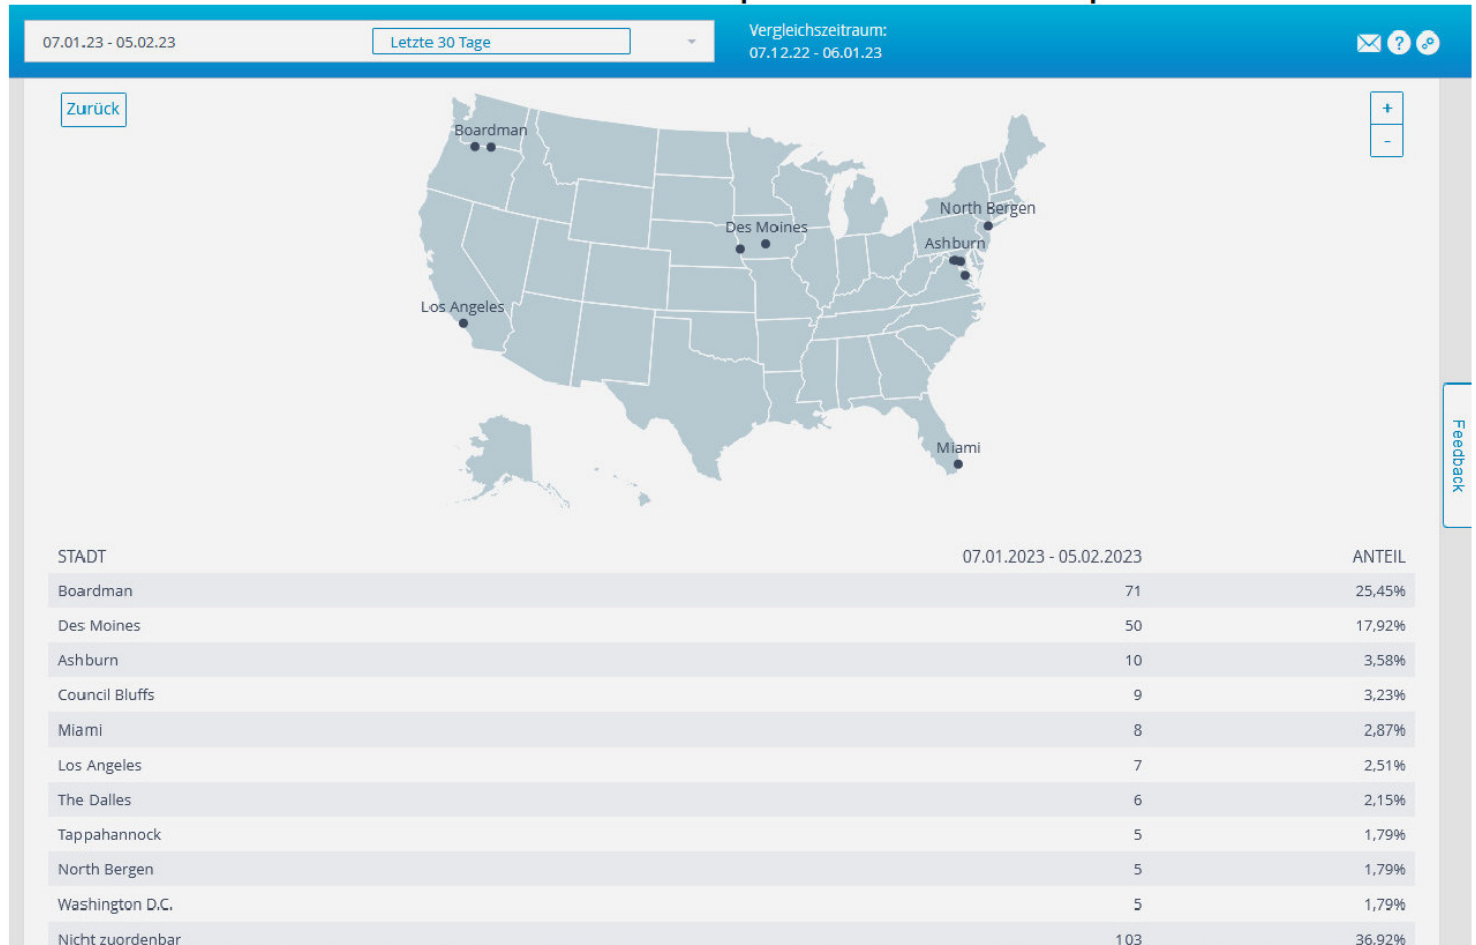 07.01.23 - 05.02.23 Letzte 30 Tage
Vergleichszeitraum:
07.12.22 - 06.01.23
?
Zurück
+
-
Boardman
North Bergen
Des Moines
Ashburn
Los Angeles
Miami
Feedback
STADT 07.01.2023 - 05.02.2023 ANTEIL
Boardman 71 25,45%
Des Moines 50 17,92%
Ashburn 10 3,58%
Council Bluffs 9 3,23%
Miami 8 2,87%
Los Angeles 7 2,51%
The Dalles 6 2,15%
Tappahannock 5 1,79%
North Bergen 5 1,79%
Washington D.C. 5 1,79%
Nicht zuordenbar 103 36,92%